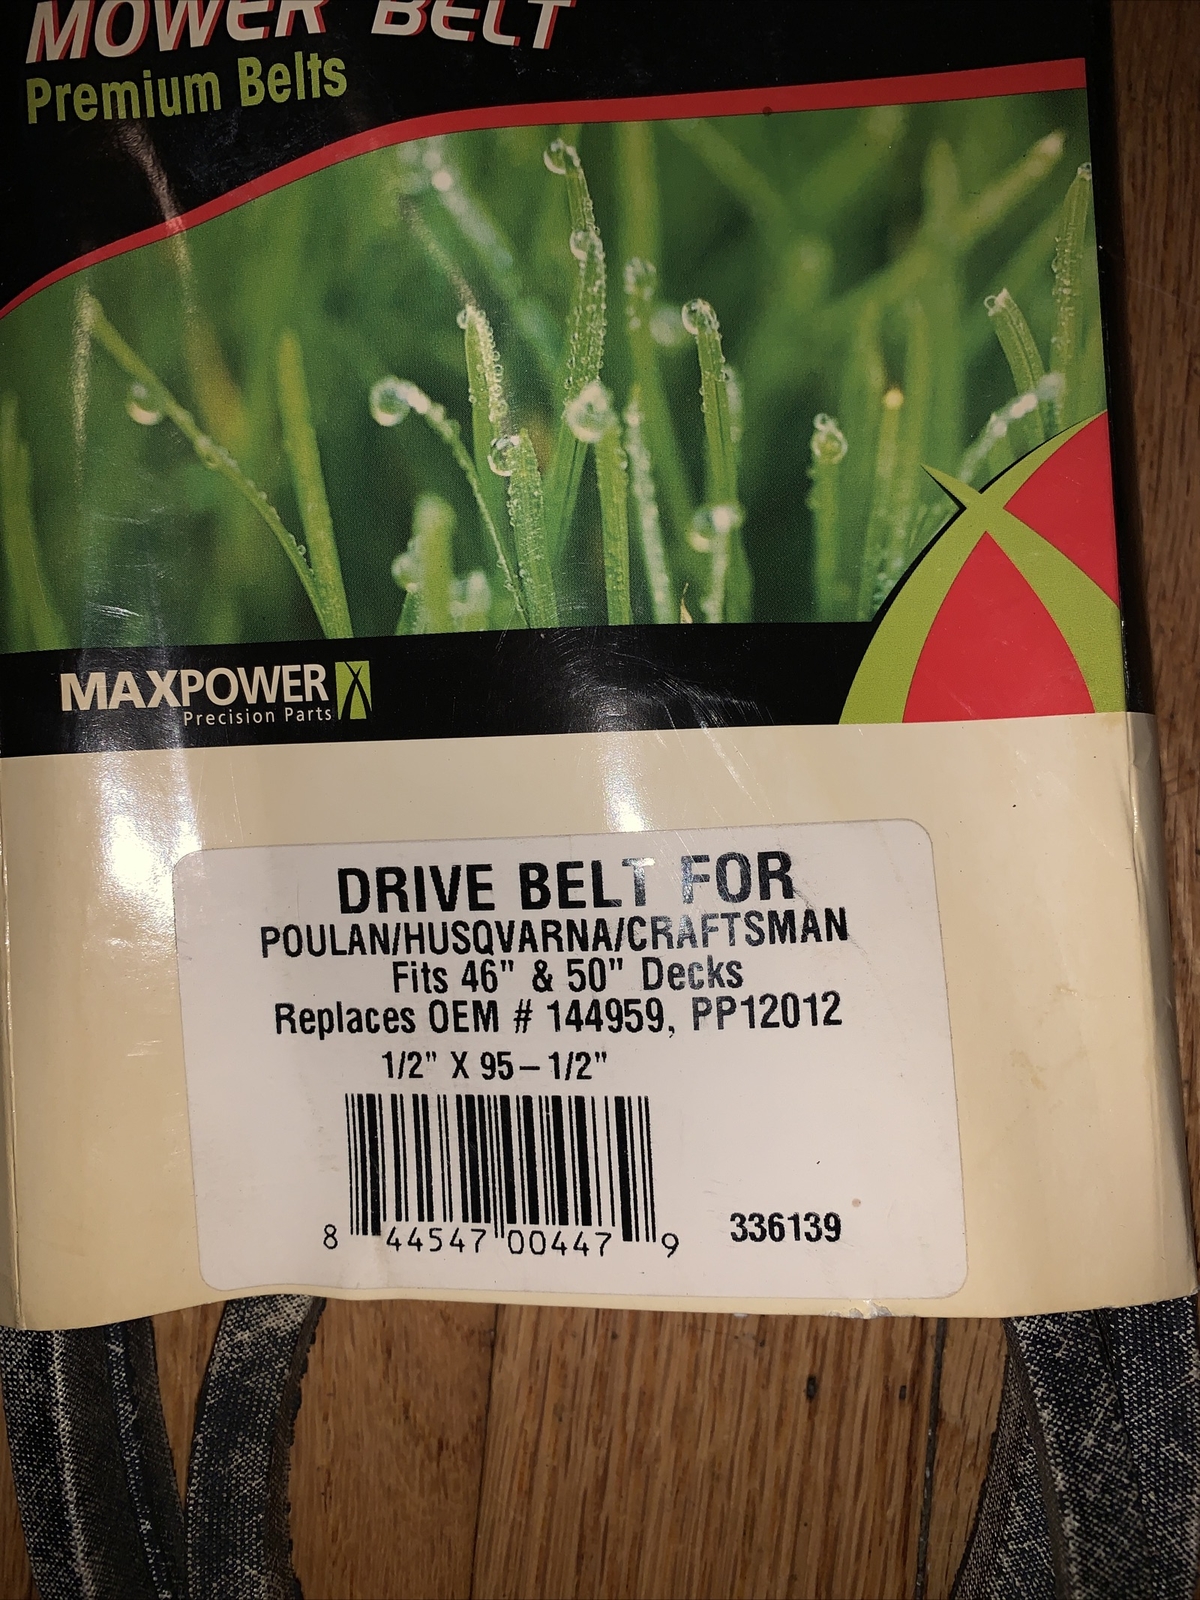 MOWER BELT
Premium Belts
MAXPOWER
Precision Parts
DRIVE BELT FOR
POULAN/HUSQVARNA/CRAFTSMAN
Fits 46" & 50" Decks
Replaces OEM # 144959, PP12012
1/2" X 95-1/2"
8 44547 00447 9
336139